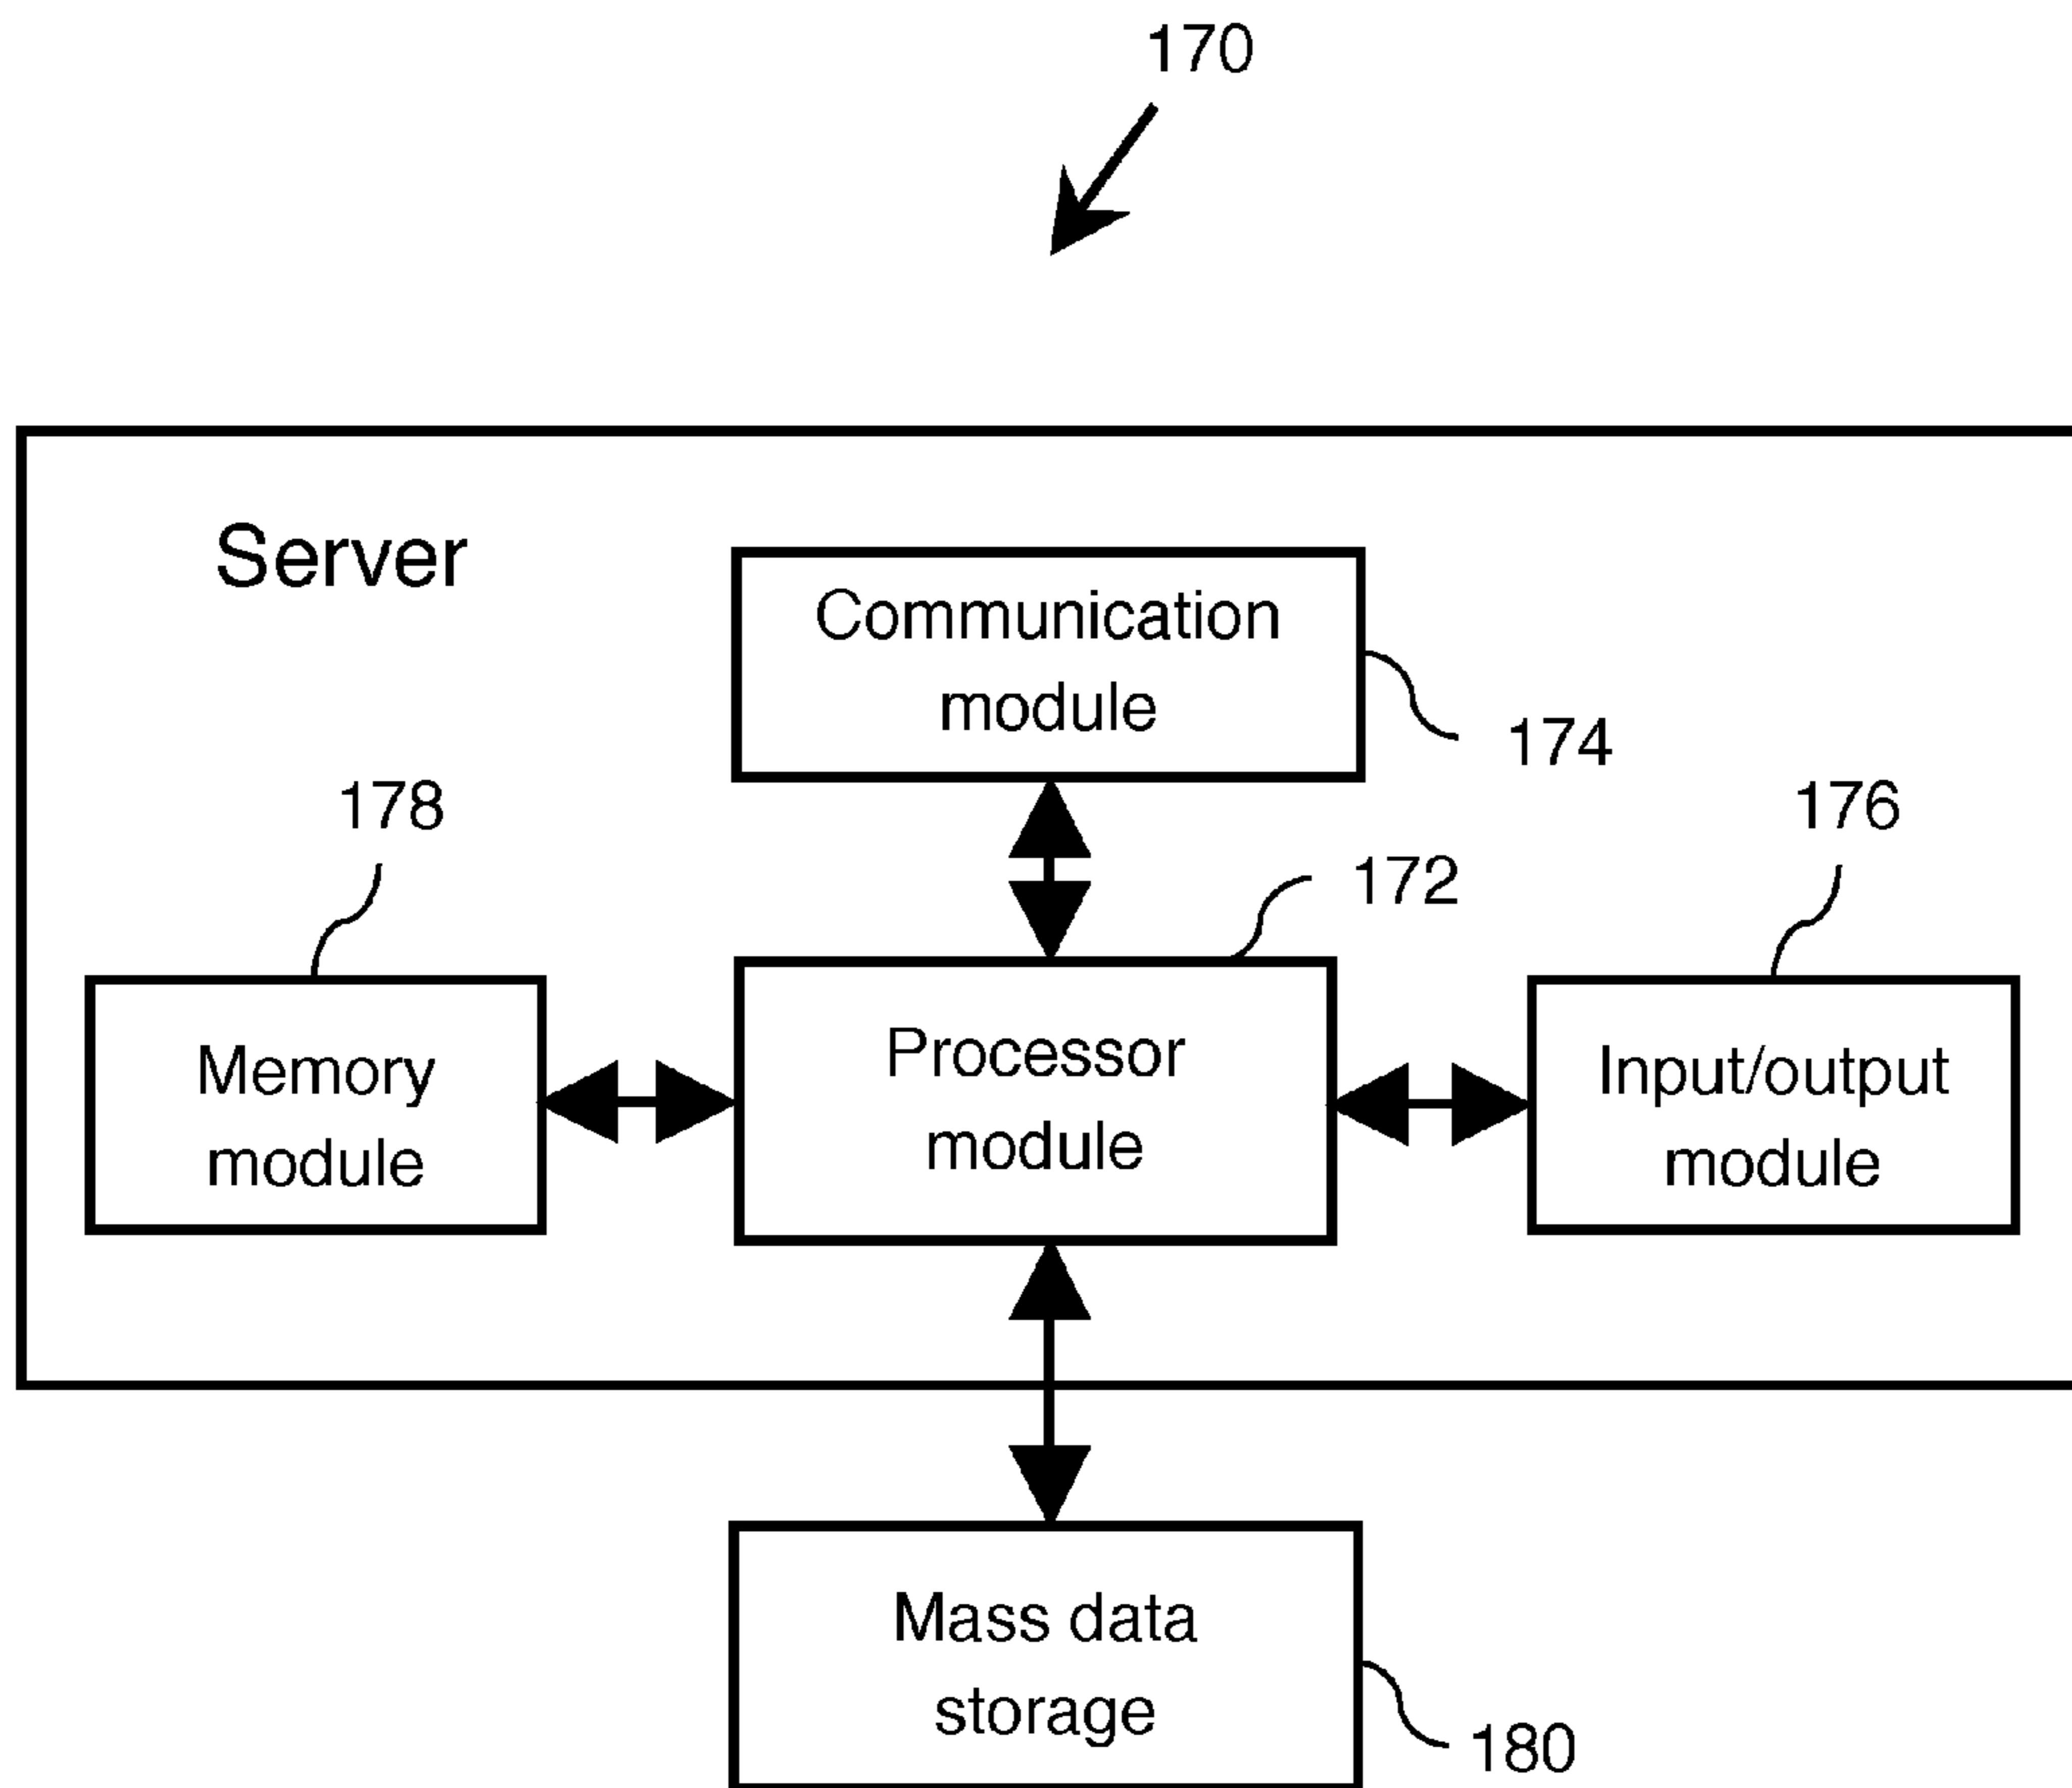 170
Server
Communication
module
174
178
176
172
Memory
module
Processor
module
Input/output
module
Mass data
storage
180